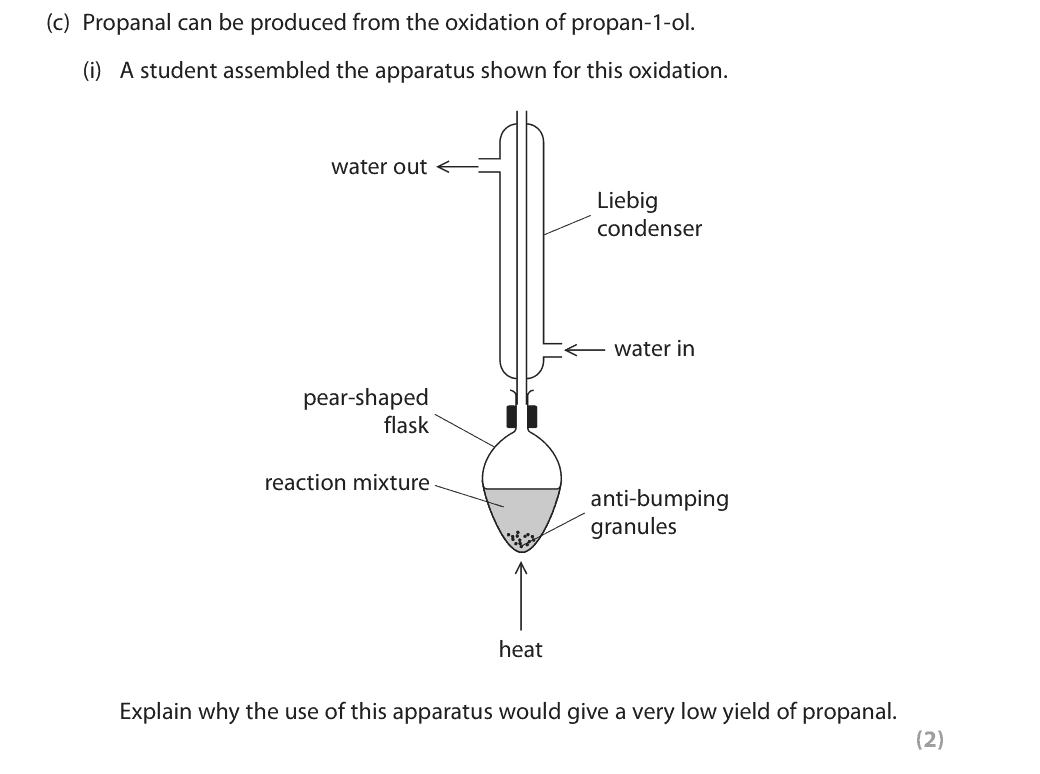 (c) Propanal can be produced from the oxidation of propan-1-ol.
(i) A student assembled the apparatus shown for this oxidation.
water out
Liebig
condenser
water in
pear-shaped
flask
reaction mixture
anti-bumping
granules
heat
Explain why the use of this apparatus would give a very low yield of propanal.
(2)